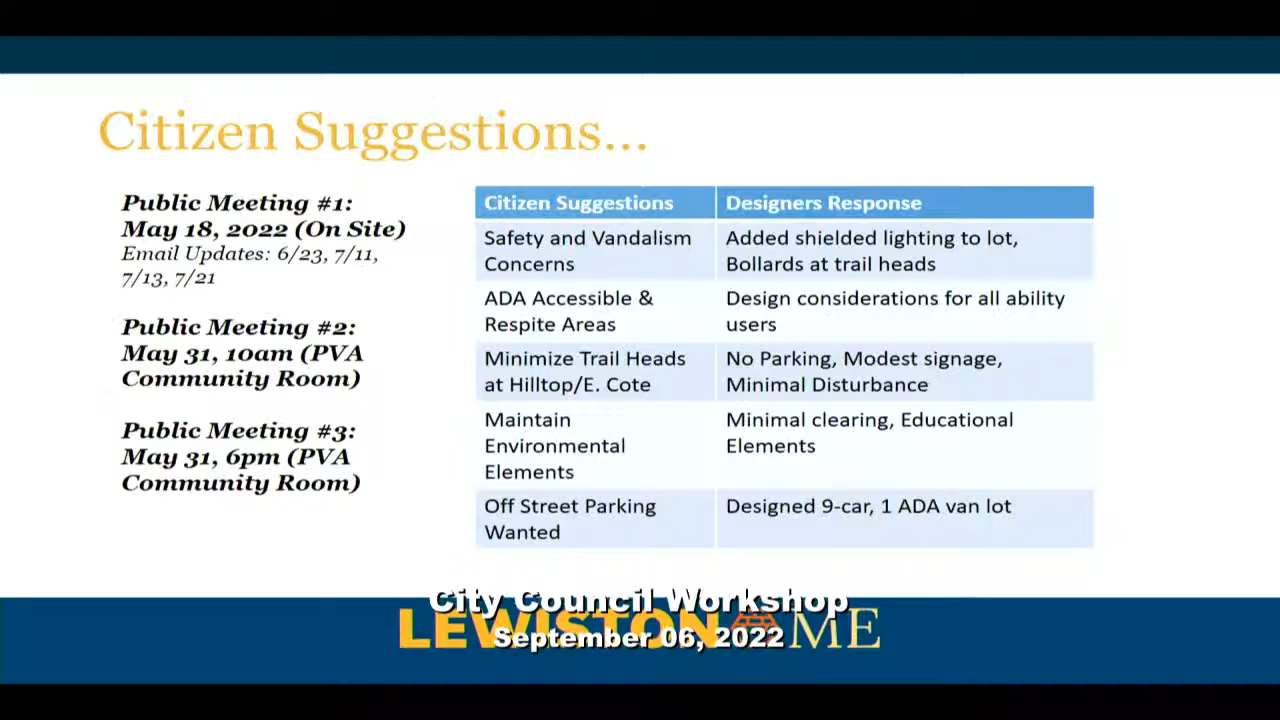 Citizen Suggestions...
Public Meeting #1:
May 18, 2022 (On Site)
Email Updates: 6/23, 7/11,
7/13, 7/21
Public Meeting #2:
May 31, 10am (PVA
Community Room)
Public Meeting #3:
May 31, 6pm (PVA
Community Room)
Citizen Suggestions
Designers Response
Safety and Vandalism
Concerns
Added shielded lighting to lot,
Bollards at trail heads
ADA Accessible &
Respite Areas
Design considerations for all ability
users
Minimize Trail Heads
at Hilltop/E. Cote
No Parking, Modest signage,
Minimal Disturbance
Maintain
Environmental
Elements
Minimal clearing, Educational
Elements
Off Street Parking
Wanted
Designed 9-car, 1 ADA van lot
City Council Workshop
LEWISTON ME
September 06, 2022